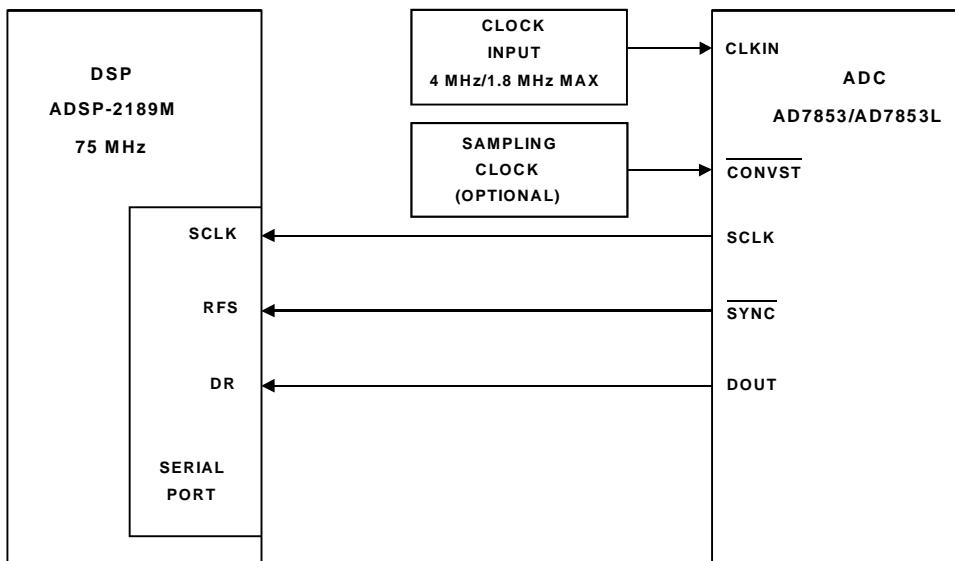 DSP
ADSP-2189M
75 MHz
SCLK
RFS
DR
SERIAL
PORT
CLOCK
INPUT
4 MHz/1.8 MHz MAX
SAMPLING
CLOCK
(OPTIONAL)
CLKIN
ADC
AD7853/AD7853L
CONVST
SCLK
SYNC
DOUT